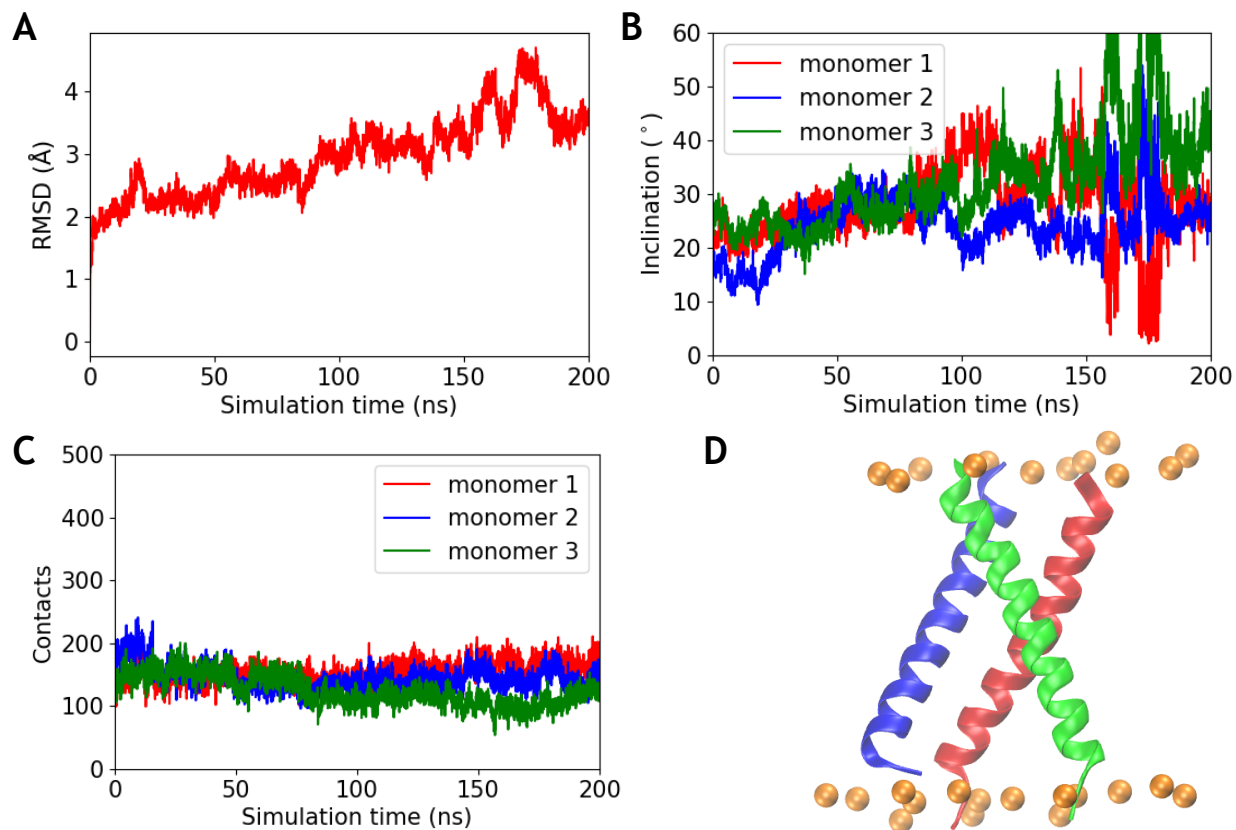 A
RMSD (Å)
4
3
2
1
0
0 50 100 150 200
Simulation time (ns)
B
Inclination (°)
60
50
40
30
20
10
0
monomer 1
monomer 2
monomer 3
0 50 100 150 200
Simulation time (ns)
C
Contacts
500
400
300
200
100
0
monomer 1
monomer 2
monomer 3
0 50 100 150 200
Simulation time (ns)
D